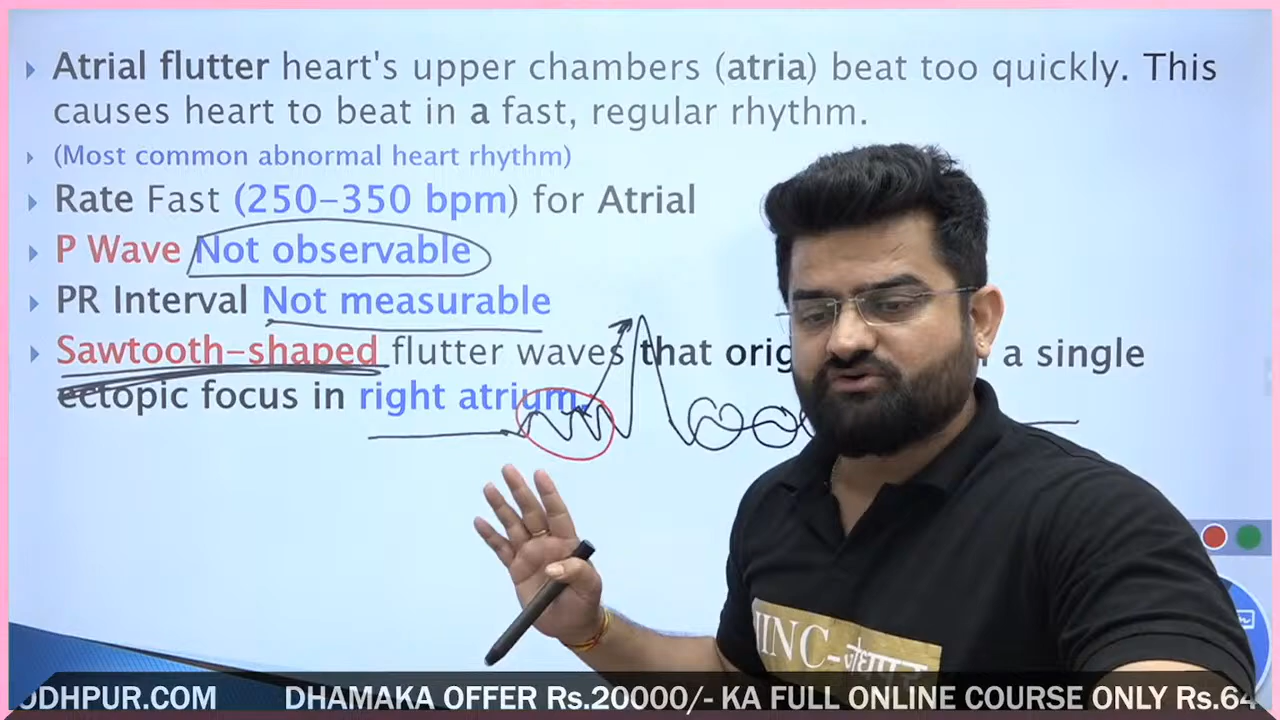 Atrial flutter heart's upper chambers (atria) beat too quickly. This
causes heart to beat in a fast, regular rhythm.
(Most common abnormal heart rhythm)
Rate Fast (250-350 bpm) for Atrial
P Wave Not observable
PR Interval Not measurable
Sawtooth-shaped flutter waves that orig a single
ectopic focus in right atrium.
JINC-जोधपुर
ODHPUR.COM DHAMAKA OFFER Rs.20000/- KA FULL ONLINE COURSE ONLY Rs.64